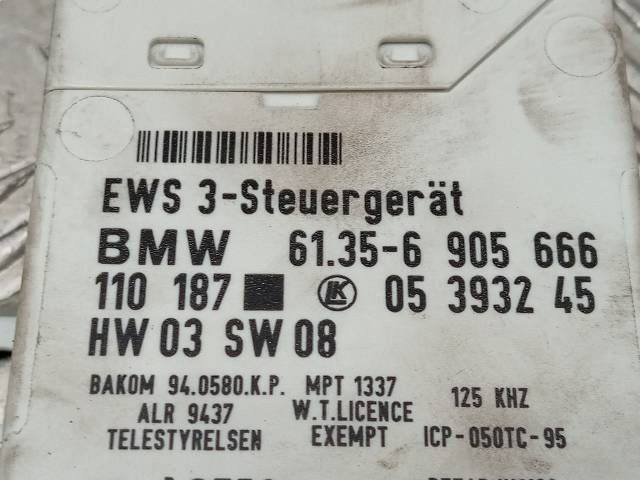 EWS 3-Steuergerät
BMW 61.35-6 905 666
110 187 LK 05 3932 45
HW 03 SW 08
BAKOM 94.0580.K.P. MPT 1337 125 KHZ
ALR 9437 W.T.LICENCE
TELESTYRELSEN EXEMPT ICP-050TC-95